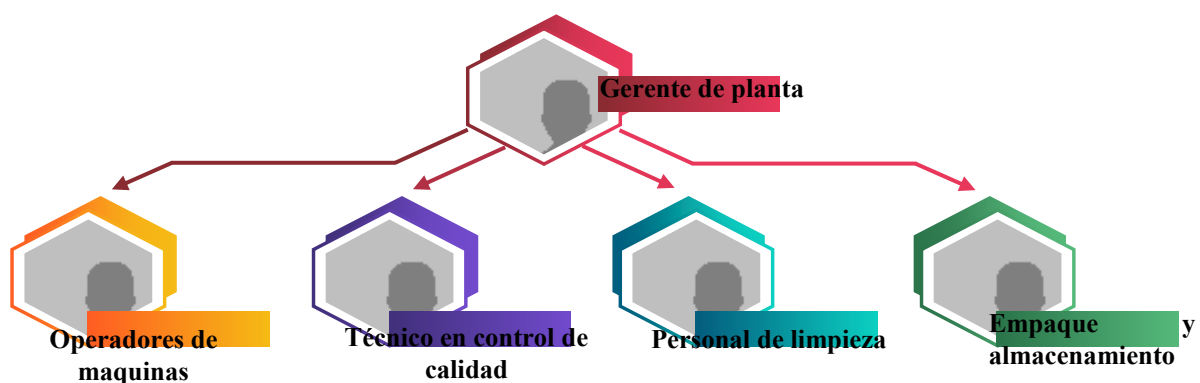 Gerente de planta
Operadores de
maquinas
Técnico en control de
calidad
Personal de limpieza
Empaque y
almacenamiento